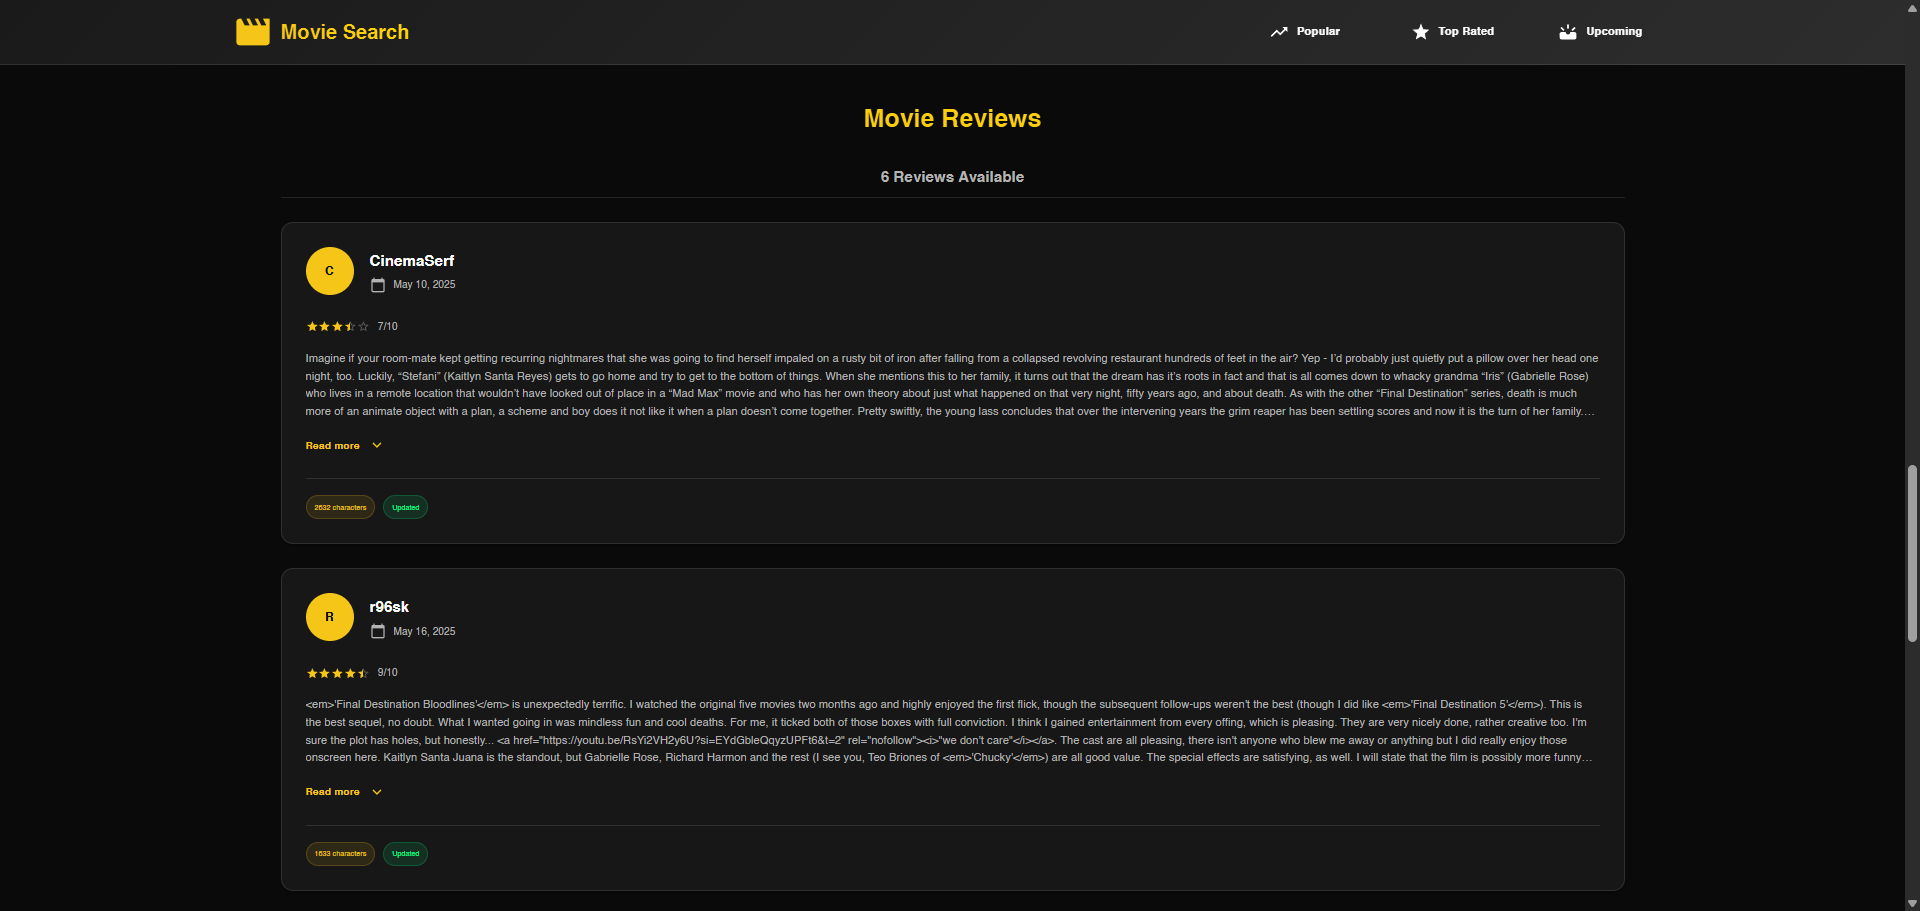 Movie Search
Popular
Top Rated
Upcoming
Movie Reviews
6 Reviews Available
C
CinemaSerf
May 10, 2025
7/10
Imagine if your room-mate kept getting recurring nightmares that she was going to find herself impaled on a rusty bit of iron after falling from a collapsed revolving restaurant hundreds of feet in the air? Yep - I’d probably just quietly put a pillow over her head one
night, too. Luckily, “Stefani” (Kaitlyn Santa Reyes) gets to go home and try to get to the bottom of things. When she mentions this to her family, it turns out that the dream has it’s roots in fact and that is all comes down to whacky grandma “Iris” (Gabrielle Rose)
who lives in a remote location that wouldn’t have looked out of place in a “Mad Max” movie and who has her own theory about just what happened on that very night, fifty years ago, and about death. As with the other “Final Destination” series, death is much
more of an animate object with a plan, a scheme and boy does it not like it when a plan doesn’t come together. Pretty swiftly, the young lass concludes that over the intervening years the grim reaper has been settling scores and now it is the turn of her family.…
Read more
2632 characters
Updated
R
r96sk
May 16, 2025
9/10
<em>'Final Destination Bloodlines'</em> is unexpectedly terrific. I watched the original five movies two months ago and highly enjoyed the first flick, though the subsequent follow-ups weren't the best (though I did like <em>'Final Destination 5'</em>). This is
the best sequel, no doubt. What I wanted going in was mindless fun and cool deaths. For me, it ticked both of those boxes with full conviction. I think I gained entertainment from every offing, which is pleasing. They are very nicely done, rather creative too. I'm
sure the plot has holes, but honestly... <a href="https://youtu.be/RsYi2VH2y6U?si=EYdGbleQqyzUPFt6&t=2" rel="nofollow"><i>"we don't care"</i></a>. The cast are all pleasing, there isn't anyone who blew me away or anything but I did really enjoy those
onscreen here. Kaitlyn Santa Juana is the standout, but Gabrielle Rose, Richard Harmon and the rest (I see you, Teo Briones of <em>'Chucky'</em>) are all good value. The special effects are satisfying, as well. I will state that the film is possibly more funny…
Read more
1633 characters
Updated